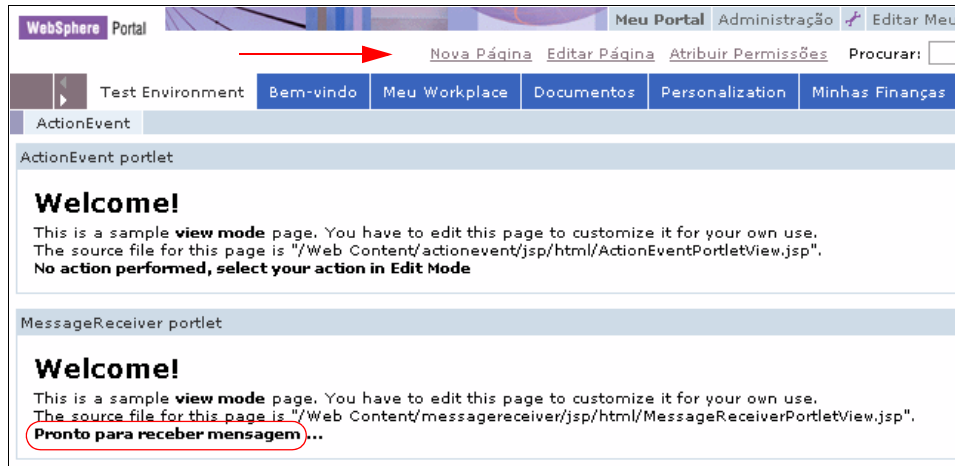 WebSphere Portal
Meu Portal Administração Editar Meu
Nova Página Editar Página Atribuir Permissões Procurar:
Test Environment Bem-vindo Meu Workplace Documentos Personalization Minhas Finanças
ActionEvent
ActionEvent portlet
Welcome!
This is a sample view mode page. You have to edit this page to customize it for your own use.
The source file for this page is "/Web Content/actionevent/jsp/html/ActionEventPortletView.jsp".
No action performed, select your action in Edit Mode
MessageReceiver portlet
Welcome!
This is a sample view mode page. You have to edit this page to customize it for your own use.
The source file for this page is "/Web Content/messagereceiver/jsp/html/MessageReceiverPortletView.jsp".
Pronto para receber mensagem ...